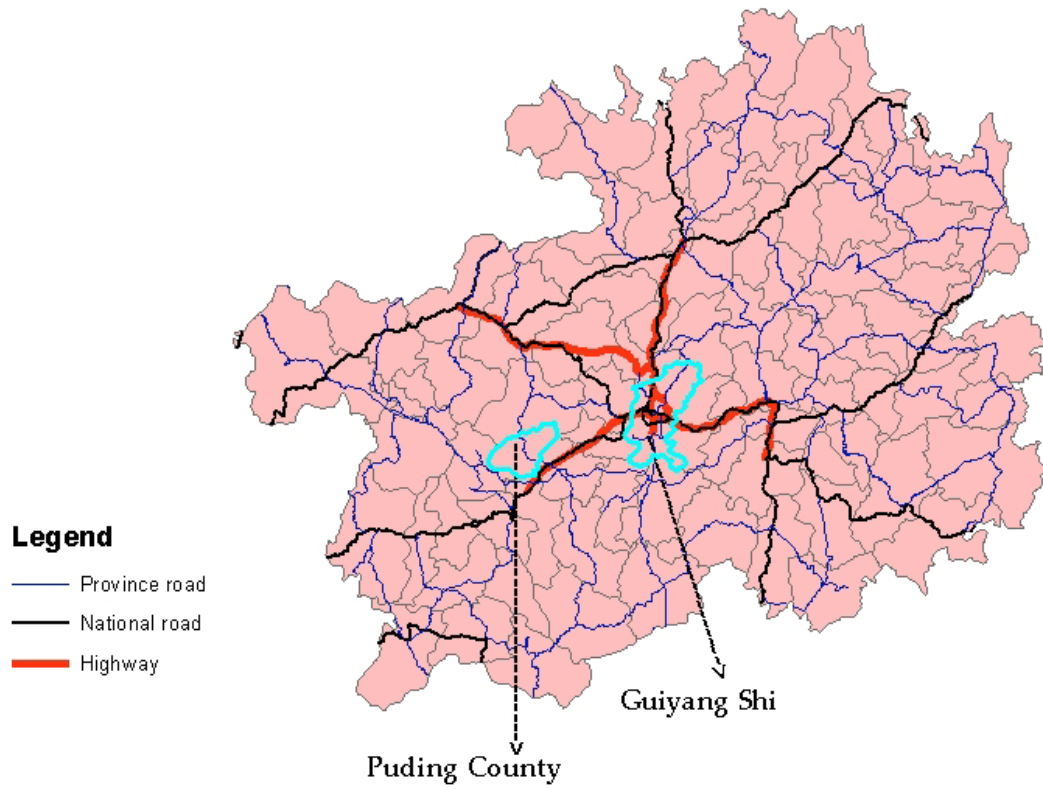 Legend
Province road
National road
Highway
Guiyang Shi
Puding County